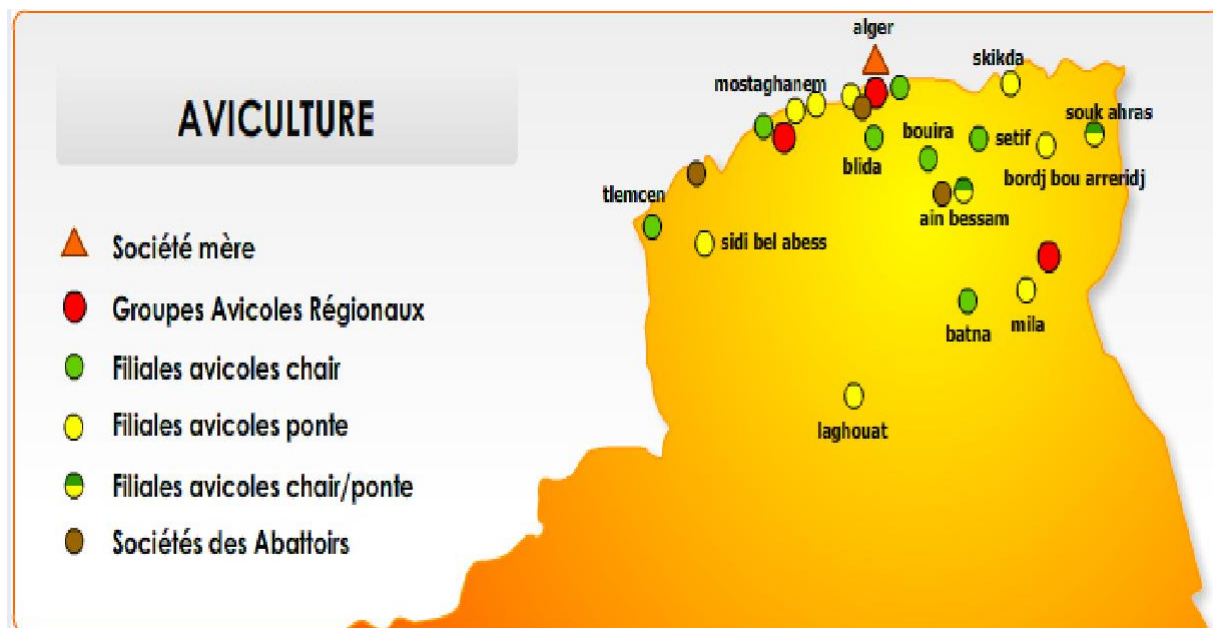 AVICULTURE
Société mère
Groupes Avicoles Régionaux
Filiales avicoles chair
Filiales avicoles ponte
Filiales avicoles chair/ponte
Sociétés des Abattoirs
alger
skikda
mostaghanem
souk ahras
bouira
setif
blida
bordj bou arreridj
tlemcen
ain bessam
sidi bel abess
mila
batna
laghouat